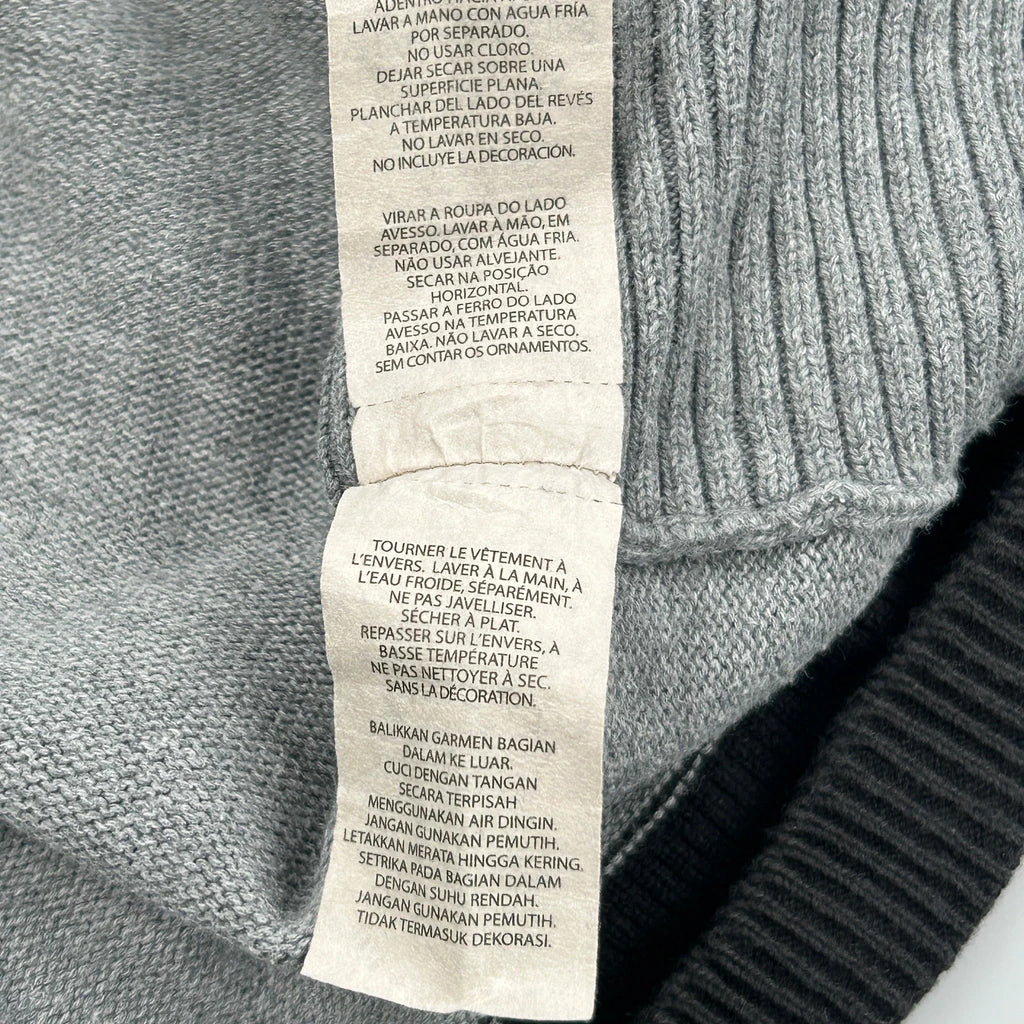 ADENTRO HACIA
LAVAR A MANO CON AGUA FRÍA
POR SEPARADO.
NO USAR CLORO.
DEJAR SECAR SOBRE UNA
SUPERFICIE PLANA.
PLANCHAR DEL LADO DEL REVÉS
A TEMPERATURA BAJA.
NO LAVAR EN SECO.
NO INCLUYE LA DECORACIÓN.
VIRAR A ROUPA DO LADO
AVESSO. LAVAR À MÃO, EM
SEPARADO, COM ÁGUA FRIA.
NÃO USAR ALVEJANTE.
SECAR NA POSIÇÃO
HORIZONTAL.
PASSAR A FERRO DO LADO
AVESSO NA TEMPERATURA
BAIXA. NÃO LAVAR A SECO.
SEM CONTAR OS ORNAMENTOS.
TOURNER LE VÊTEMENT À
L'ENVERS. LAVER À LA MAIN, À
L'EAU FROIDE, SÉPARÉMENT.
NE PAS JAVELLISER.
SÉCHER À PLAT.
REPASSER SUR L'ENVERS, À
BASSE TEMPÉRATURE
NE PAS NETTOYER À SEC.
SANS LA DÉCORATION.
BALIKKAN GARMEN BAGIAN
DALAM KE LUAR.
CUCI DENGAN TANGAN
SECARA TERPISAH
MENGGUNAKAN AIR DINGIN.
JANGAN GUNAKAN PEMUTIH.
LETAKKAN MERATA HINGGA KERING.
SETRIKA PADA BAGIAN DALAM
DENGAN SUHU RENDAH.
JANGAN GUNAKAN PEMUTIH.
TIDAK TERMASUK DEKORASI.